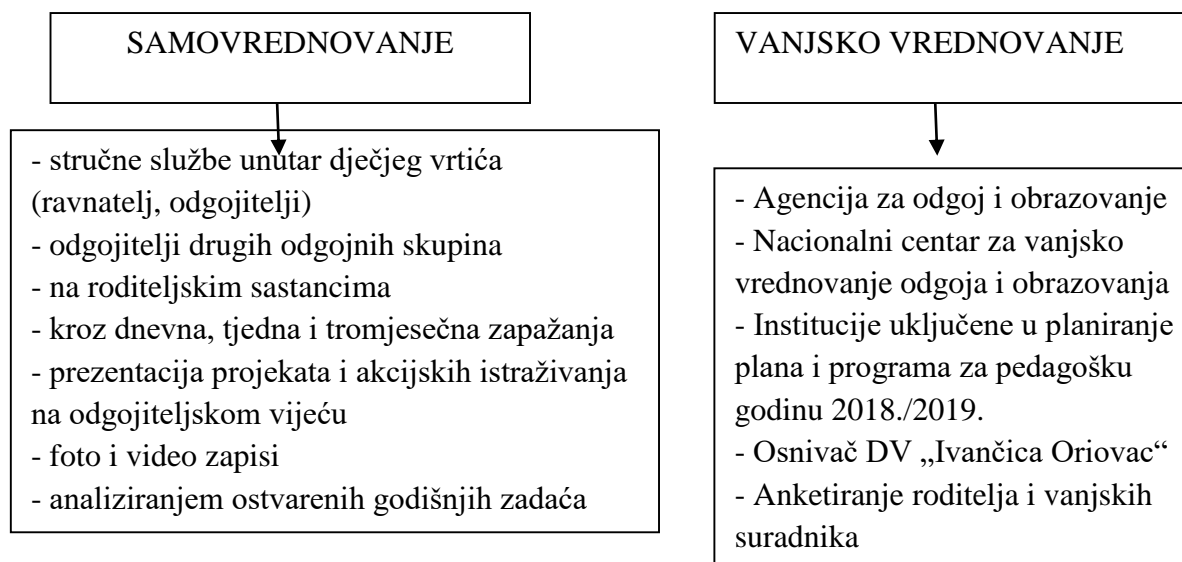 SAMOVREDNOVANJE
- stručne službe unutar dječjeg vrtića
(ravnatelj, odgojitelji)
- odgojitelji drugih odgojnih skupina
- na roditeljskim sastancima
- kroz dnevna, tjedna i tromjesečna zapažanja
- prezentacija projekata i akcijskih istraživanja
na odgojiteljskom vijeću
- foto i video zapisi
- analiziranjem ostvarenih godišnjih zadaća
VANJSKO VREDNOVANJE
- Agencija za odgoj i obrazovanje
- Nacionalni centar za vanjsko
vrednovanje odgoja i obrazovanja
- Institucije uključene u planiranje
plana i programa za pedagošku
godinu 2018./2019.
- Osnivač DV „Ivančica Oriovac“
- Anketiranje roditelja i vanjskih
suradnika